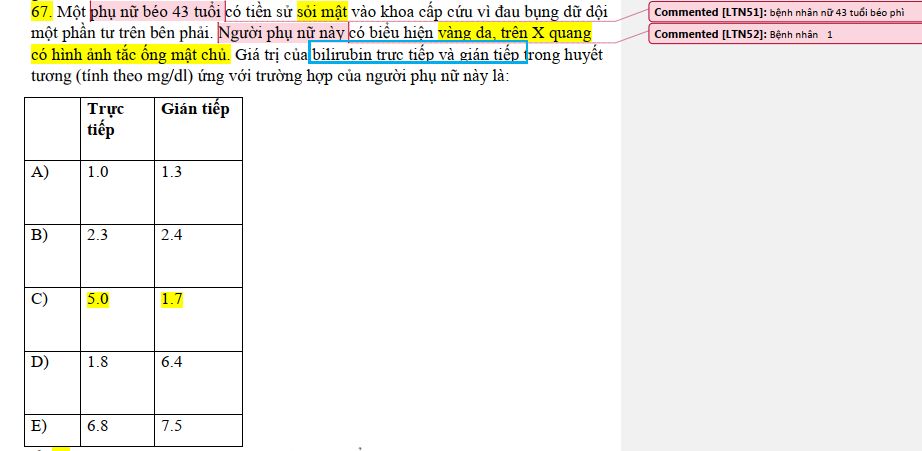 67. Một phụ nữ béo 43 tuổi có tiền sử sỏi mật vào khoa cấp cứu vì đau bụng dữ dội
một phần tư trên bên phải. Người phụ nữ này có biểu hiện vàng da, trên X quang
có hình ảnh tắc ống mật chủ. Giá trị của bilirubin trực tiếp và gián tiếp trong huyết
tương (tính theo mg/dl) ứng với trường hợp của người phụ nữ này là:
Commented [LTN51]: bệnh nhân nữ 43 tuổi béo phì
Commented [LTN52]: Bệnh nhân 1
Trực Gián tiếp
tiếp
A) 1.0 1.3
B) 2.3 2.4
C) 5.0 1.7
D) 1.8 6.4
E) 6.8 7.5